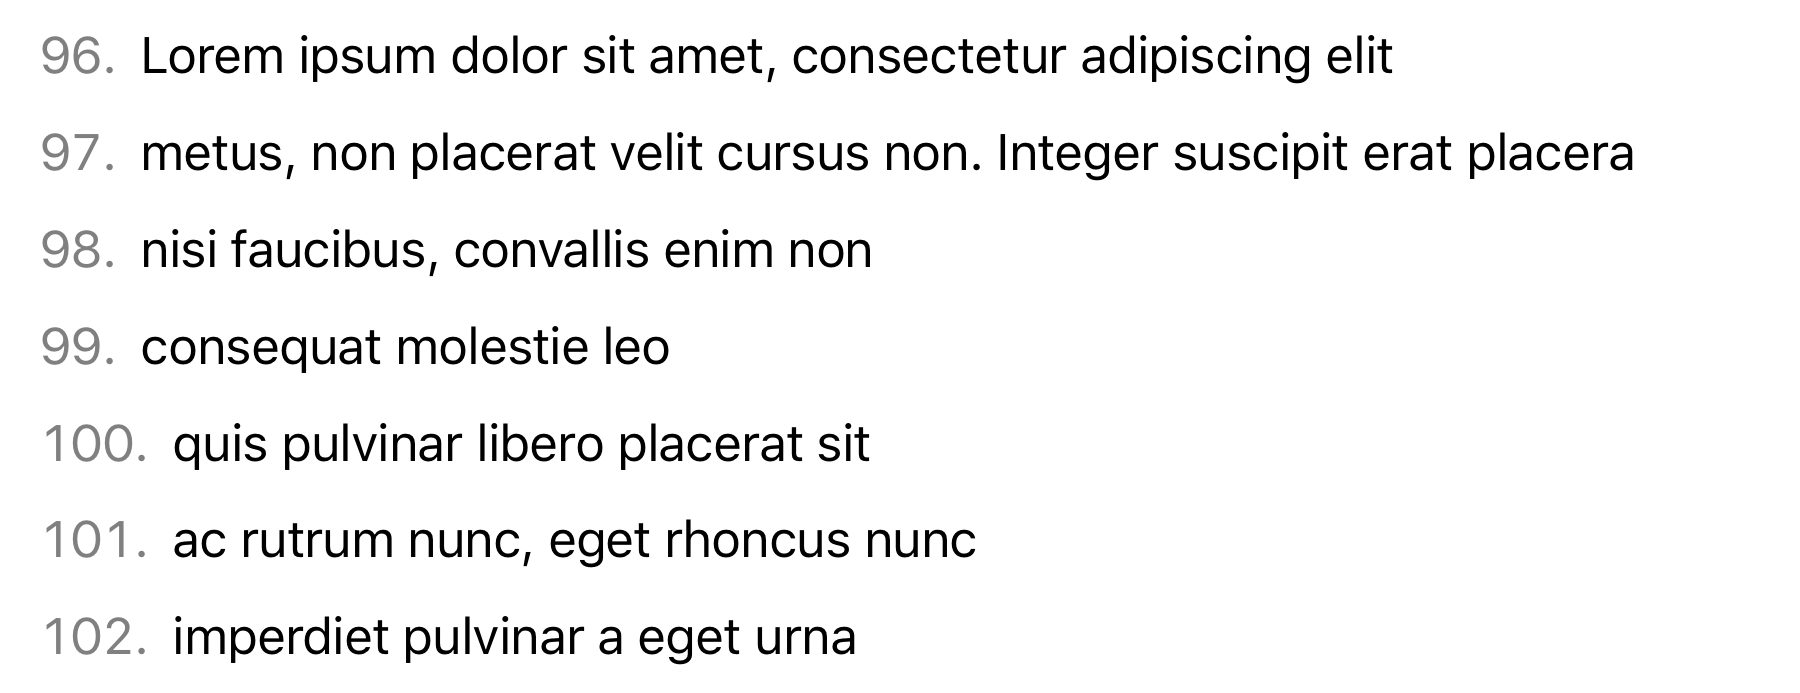 96. Lorem ipsum dolor sit amet, consectetur adipiscing elit
97. metus, non placerat velit cursus non. Integer suscipit erat placera
98. nisi faucibus, convallis enim non
99. consequat molestie leo
100. quis pulvinar libero placerat sit
101. ac rutrum nunc, eget rhoncus nunc
102. imperdiet pulvinar a eget urna